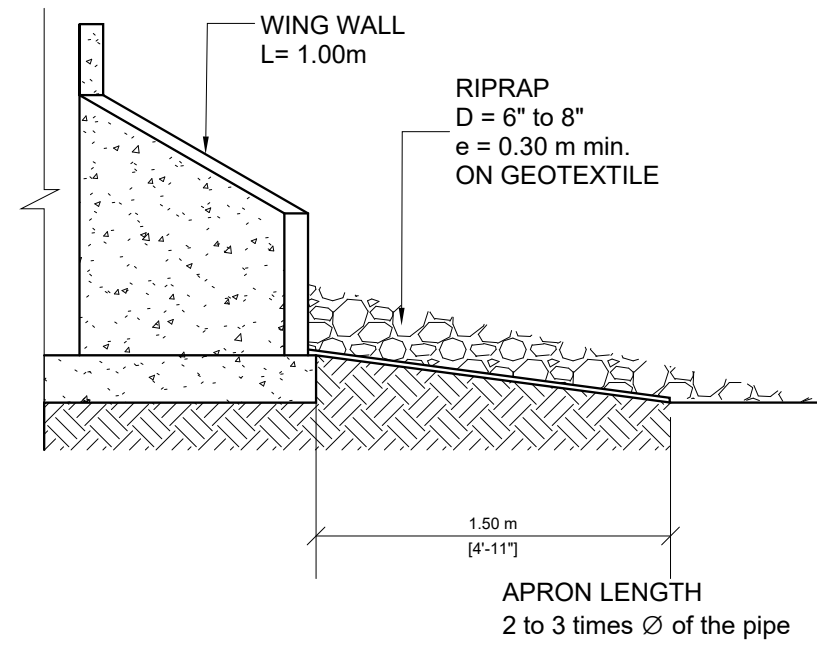 WING WALL
L= 1.00m
RIPRAP
D = 6" to 8"
e = 0.30 m min.
ON GEOTEXTILE
1.50 m
[4'-11"]
APRON LENGTH
2 to 3 times Ø of the pipe